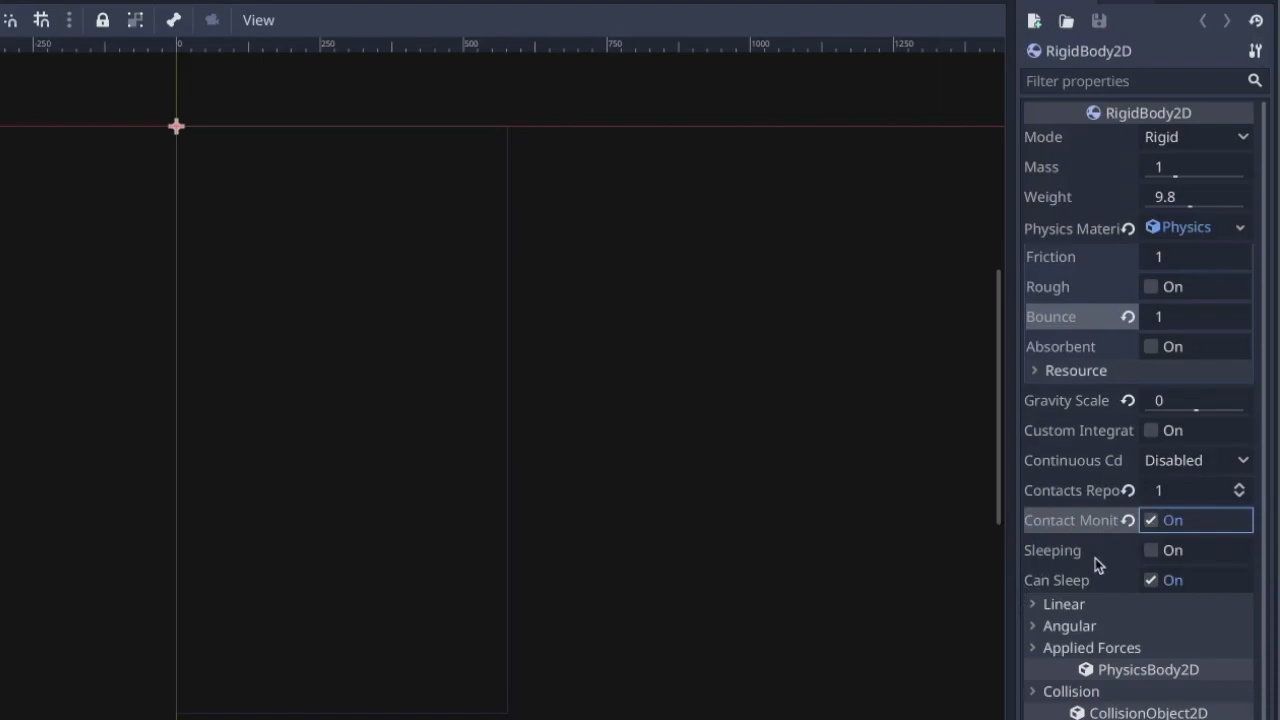 View
-250 0 250 500 750 1000 1250
RigidBody2D
Filter properties
RigidBody2D
Mode Rigid
Mass 1
Weight 9.8
Physics Materi Physics
Friction 1
Rough On
Bounce 1
Absorbent On
Resource
Gravity Scale 0
Custom Integrat On
Continuous Cd Disabled
Contacts Repo 1
Contact Monit On
Sleeping On
Can Sleep On
Linear
Angular
Applied Forces
PhysicsBody2D
Collision
CollisionObject2D